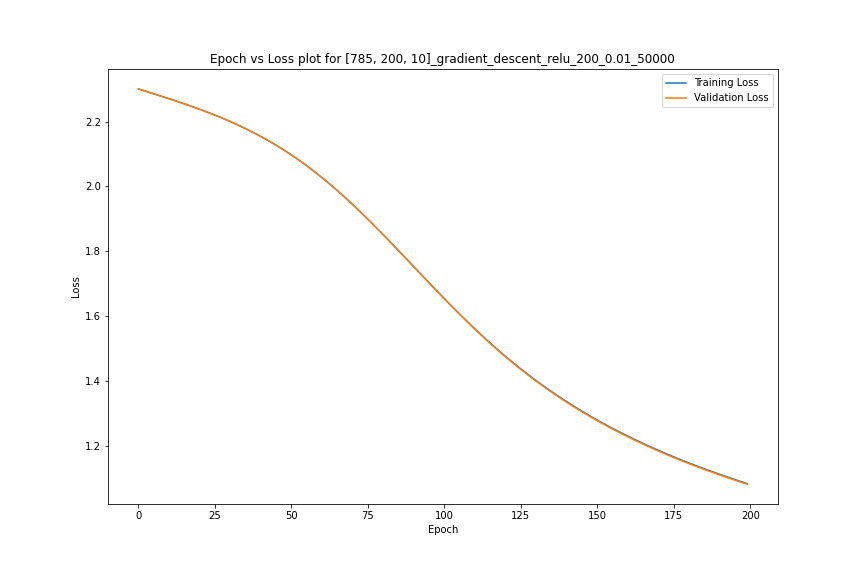 Epoch vs Loss plot for [785, 200, 10]_gradient_descent_relu_200_0.01_50000
Training Loss
Validation Loss
2.2
2.0
1.8
1.6
1.4
1.2
Loss
0 25 50 75 100 125 150 175 200
Epoch